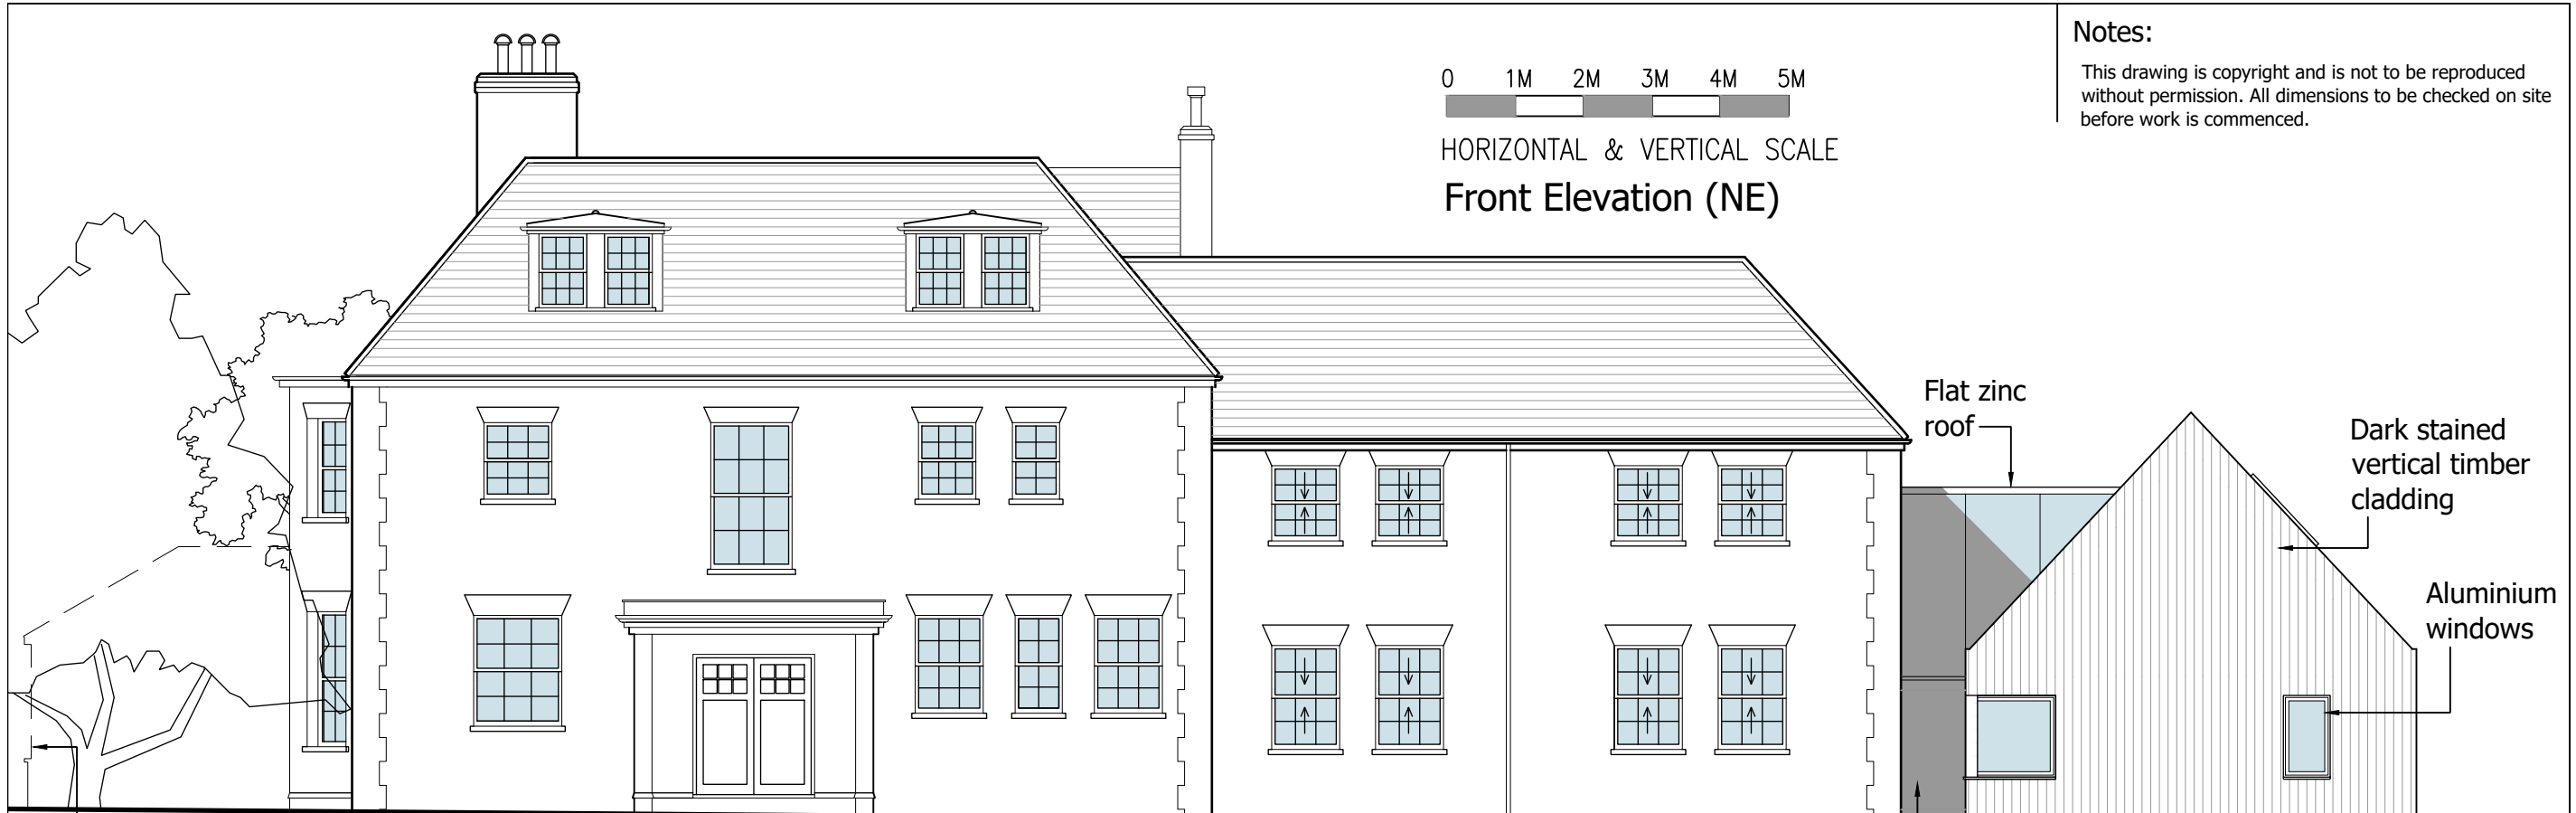 Notes:
This drawing is copyright and is not to be reproduced
without permission. All dimensions to be checked on site
before work is commenced.
0 1M 2M 3M 4M 5M
HORIZONTAL & VERTICAL SCALE
Front Elevation (NE)
Flat zinc
roof
Dark stained
vertical timber
cladding
Aluminium
windows